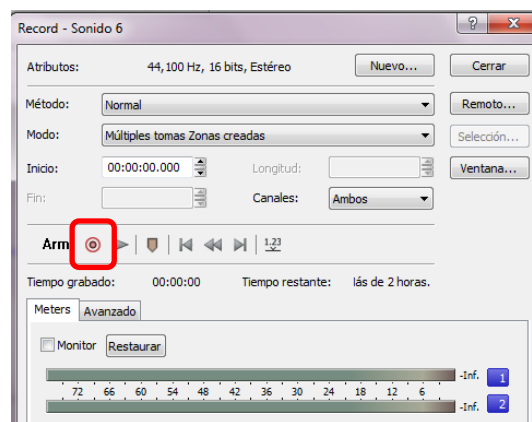 Record - Sonido 6
Atributos: 44,100 Hz, 16 bits, Estéreo Nuevo... Cerrar
Método: Normal Remoto...
Modo: Múltiples tomas Zonas creadas Selección...
Inicio: 00:00:00.000 Longitud: Ventana...
Fin: Canales: Ambos
Arm 1.23
Tiempo grabado: 00:00:00 Tiempo restante: lás de 2 horas.
Meters Avanzado
Monitor Restaurar
-Inf. 1
72 66 60 54 48 42 36 30 24 18 12 6
-Inf. 2